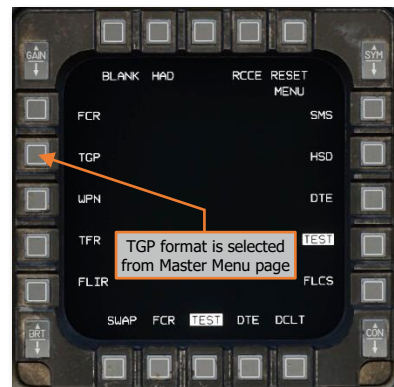 GAIN
SYM
BLANK HAD RCCE RESET
MENU
FCR SMS
TGP HSD
WPN DTE
TFR TEST
TGP format is selected
from Master Menu page
FLIR FLCS
SWAP FCR TEST DTE DCLT
BRT
CON